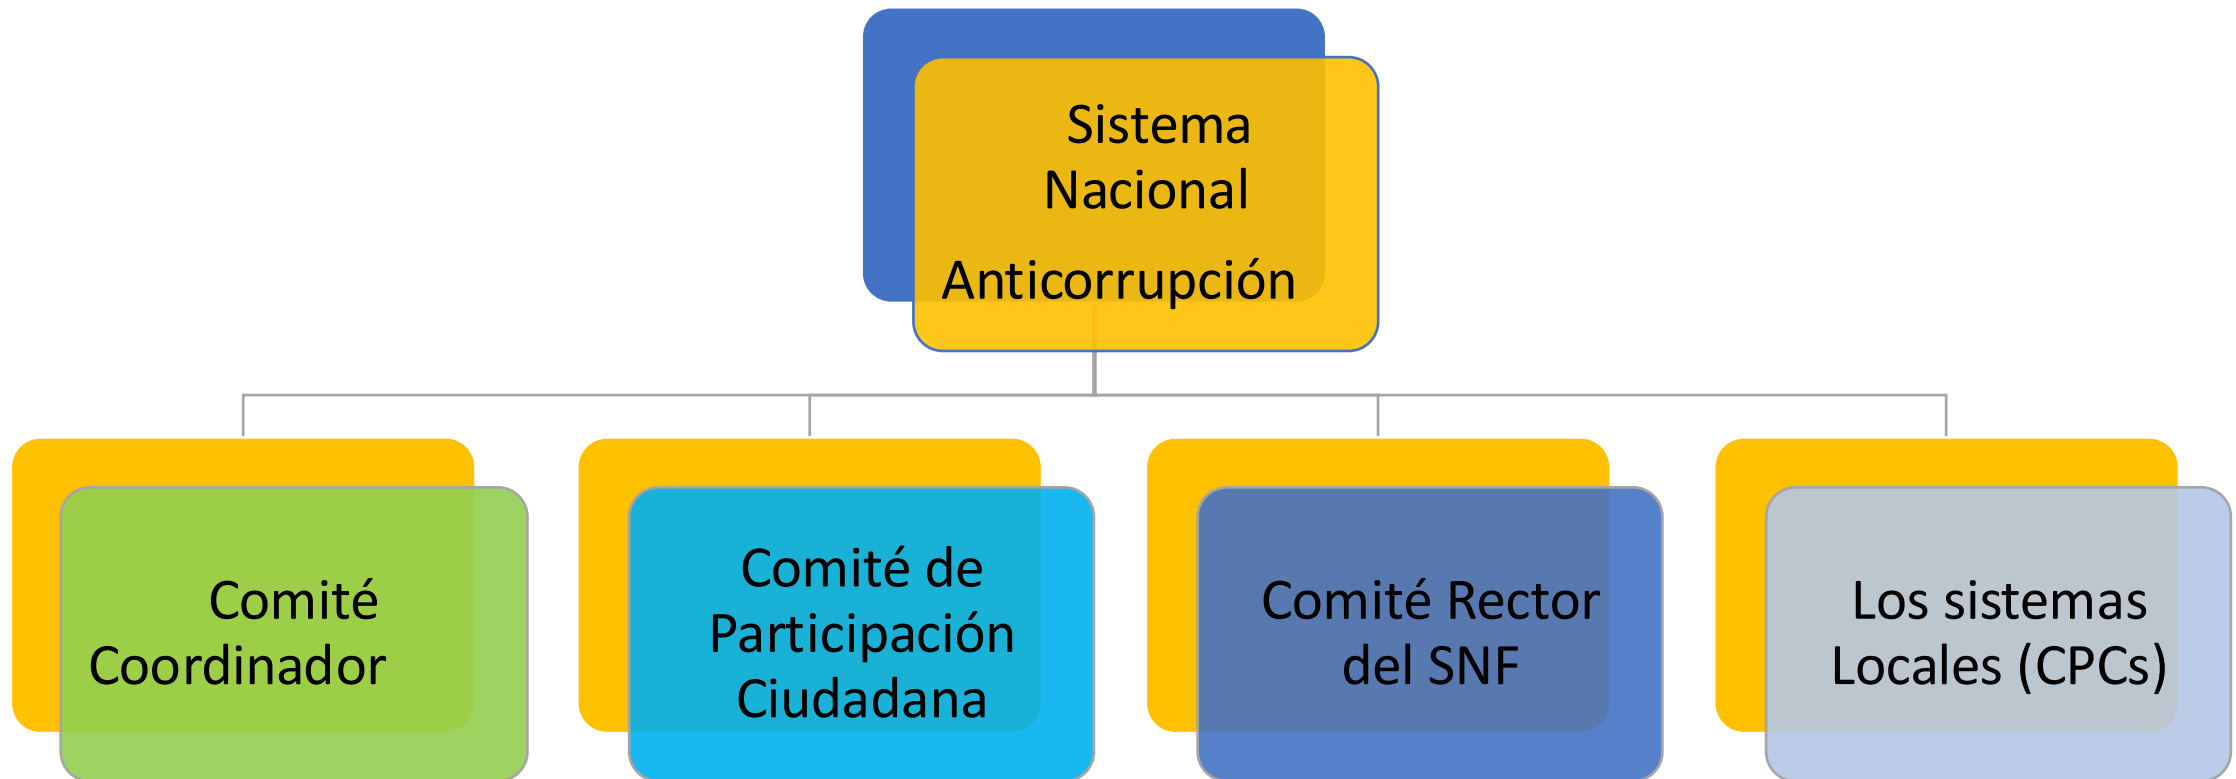 Sistema
Nacional
Anticorrupción
Comité
Coordinador
Comité de
Participación
Ciudadana
Comité Rector
del SNF
Los sistemas
Locales (CPCs)